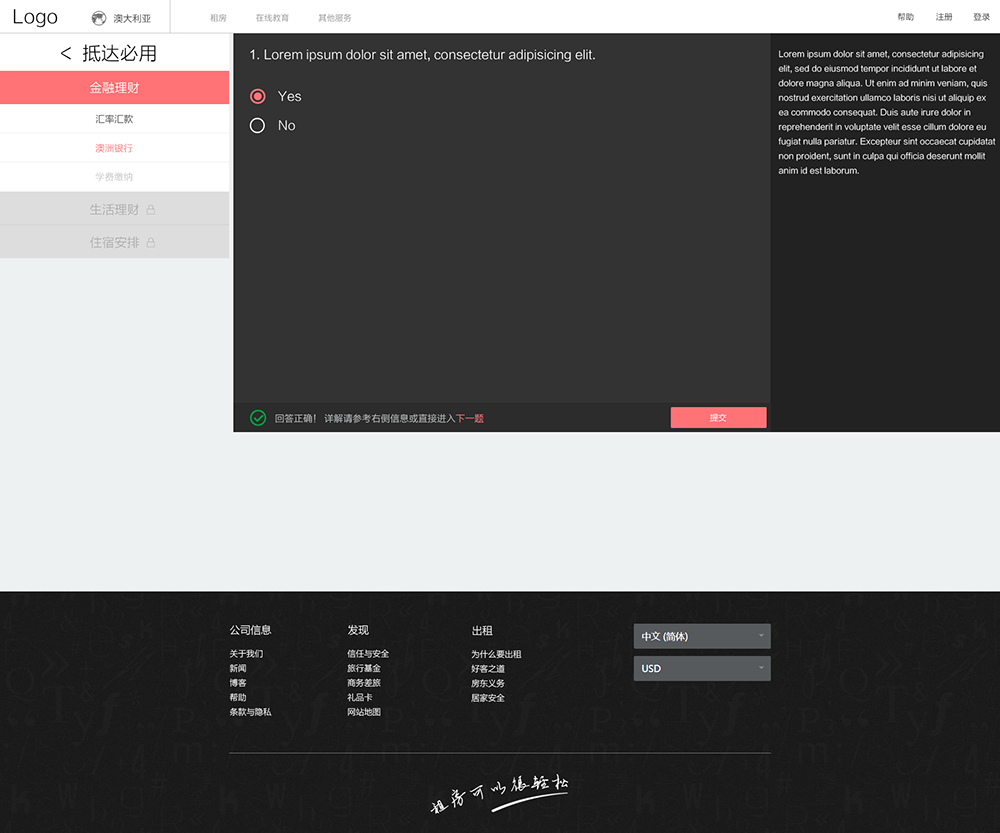 Logo
澳大利亚
租房
在线教育
其他服务
帮助
注册
登录
< 抵达必用
金融理财
汇率汇款
澳洲银行
学费缴纳
生活理财
住宿安排
1. Lorem ipsum dolor sit amet, consectetur adipisicing elit.
Yes
No
回答正确! 详解请参考右侧信息或直接进入下一题
提交
Lorem ipsum dolor sit amet, consectetur adipisicing
elit, sed do eiusmod tempor incididunt ut labore et
dolore magna aliqua. Ut enim ad minim veniam, quis
nostrud exercitation ullamco laboris nisi ut aliquip ex
ea commodo consequat. Duis aute irure dolor in
reprehenderit in voluptate velit esse cillum dolore eu
fugiat nulla pariatur. Excepteur sint occaecat cupidatat
non proident, sunt in culpa qui officia deserunt mollit
anim id est laborum.
公司信息
关于我们
新闻
博客
帮助
条款与隐私
发现
信任与安全
旅行基金
商务差旅
礼品卡
网站地图
出租
为什么要出租
好客之道
房东义务
居家安全
中文 (简体)
USD
租房可以很轻松